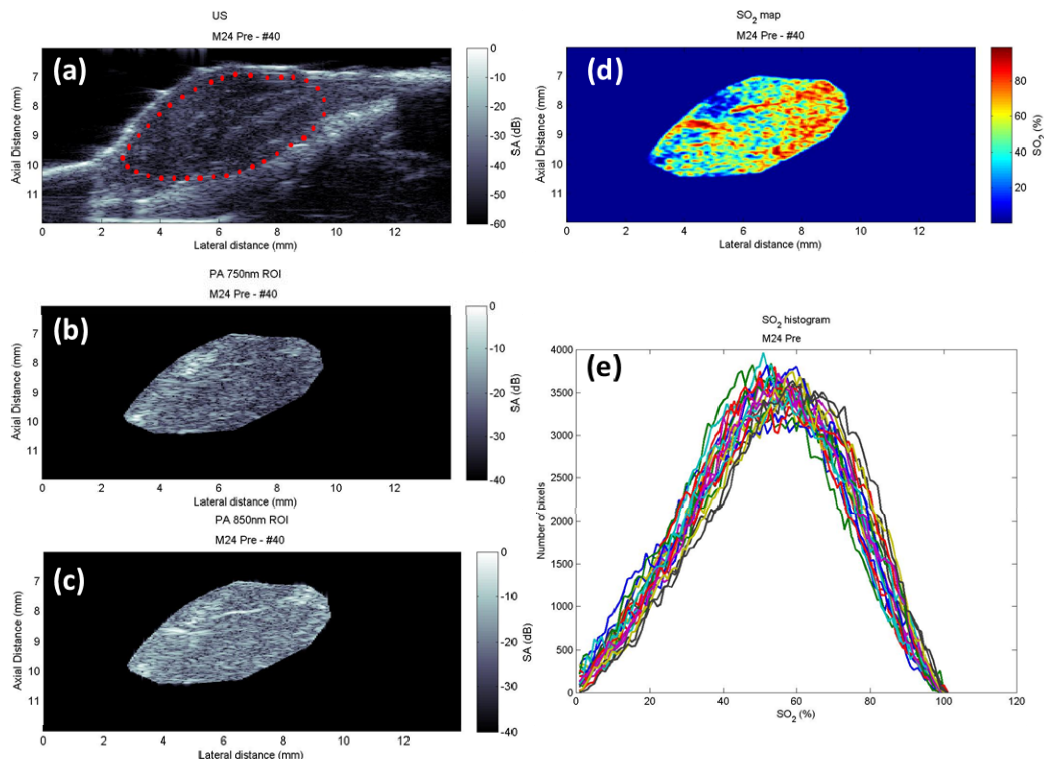 US
M24 Pre - #40
(a)
7
8
9
10
11
Axial Distance (mm)
0 2 4 6 8 10 12
Lateral distance (mm)
0
-10
-20
-30
-40
-50
-60
SA (dB)
PA 750nm ROI
M24 Pre - #40
(b)
7
8
9
10
11
Axial Distance (mm)
0 2 4 6 8 10 12
Lateral distance (mm)
0
-10
-20
-30
-40
SA (dB)
PA 850nm ROI
M24 Pre - #40
(c)
7
8
9
10
11
Axial Distance (mm)
0 2 4 6 8 10 12
Lateral distance (mm)
0
-10
-20
-30
-40
SA (dB)
SO2 map
M24 Pre - #40
(d)
7
8
9
10
11
Axial Distance (mm)
0 2 4 6 8 10 12
Lateral distance (mm)
80
60
40
20
SO2 (%)
SO2 histogram
M24 Pre
(e)
4000
3500
3000
2500
2000
1500
1000
500
0
Number of pixels
0 20 40 60 80 100 120
SO2 (%)